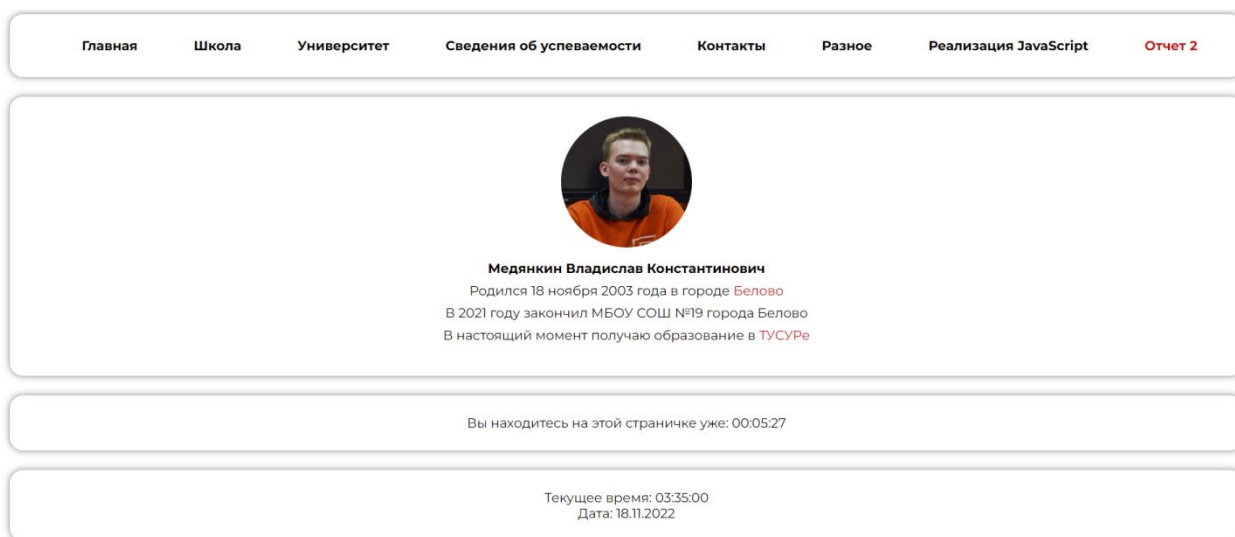 Главная Школа Университет Сведения об успеваемости Контакты Разное Реализация JavaScript Отчет 2
Медянкин Владислав Константинович
Родился 18 ноября 2003 года в городе Белово
В 2021 году закончил МБОУ СОШ №19 города Белово
В настоящий момент получаю образование в ТУСУРе
Вы находитесь на этой страничке уже: 00:05:27
Текущее время: 03:35:00
Дата: 18.11.2022